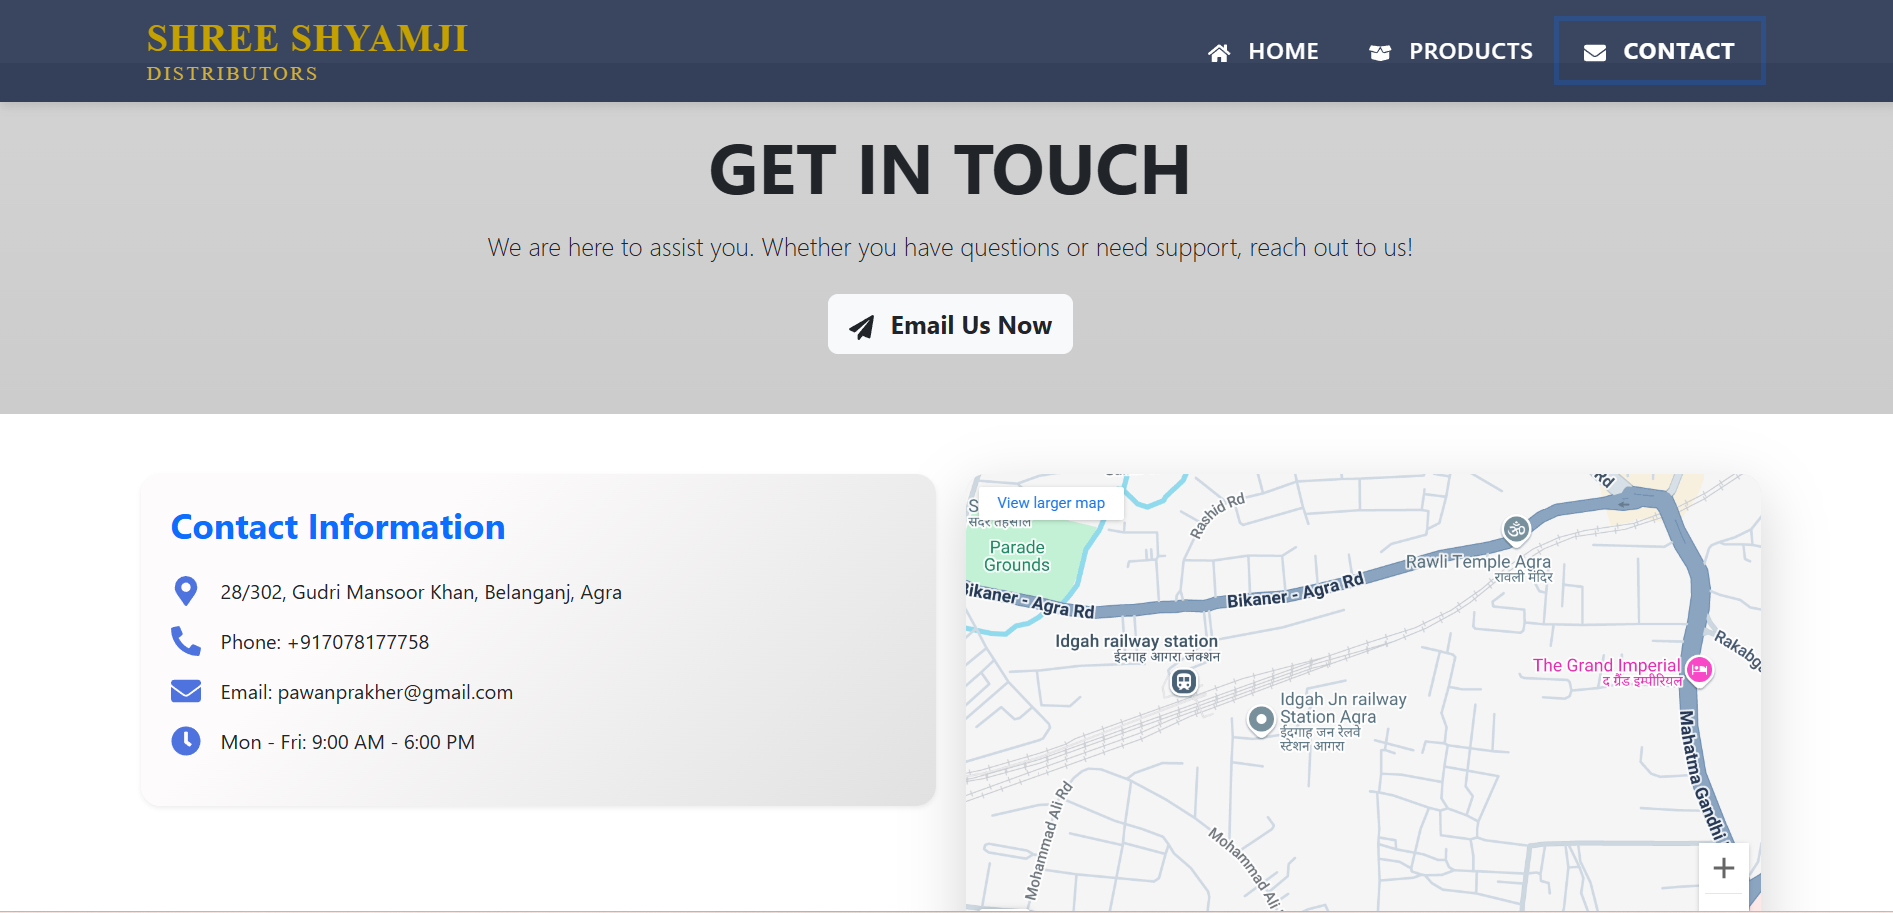 SHREE SHYAMJI
DISTRIBUTORS
HOME
PRODUCTS
CONTACT
GET IN TOUCH
We are here to assist you. Whether you have questions or need support, reach out to us!
Email Us Now
Contact Information
28/302, Gudri Mansoor Khan, Belanganj, Agra
Phone: +917078177758
Email: pawanprakher@gmail.com
Mon - Fri: 9:00 AM - 6:00 PM
View larger map
सदर तहसील
Parade
Grounds
Rashid Rd
Rd
Rawli Temple Agra
रावली मंदिर
Bikaner - Agra Rd
Bikaner - Agra Rd
Idgah railway station
ईदगाह आगरा जंक्शन
Idgah Jn railway
Station Agra
ईदगाह जन रेलवे
स्टेशन आगरा
The Grand Imperial
द ग्रैंड इम्पीरियल
Mahatma Gandhi
Mohammad Ali Rd
Mohammad Ali